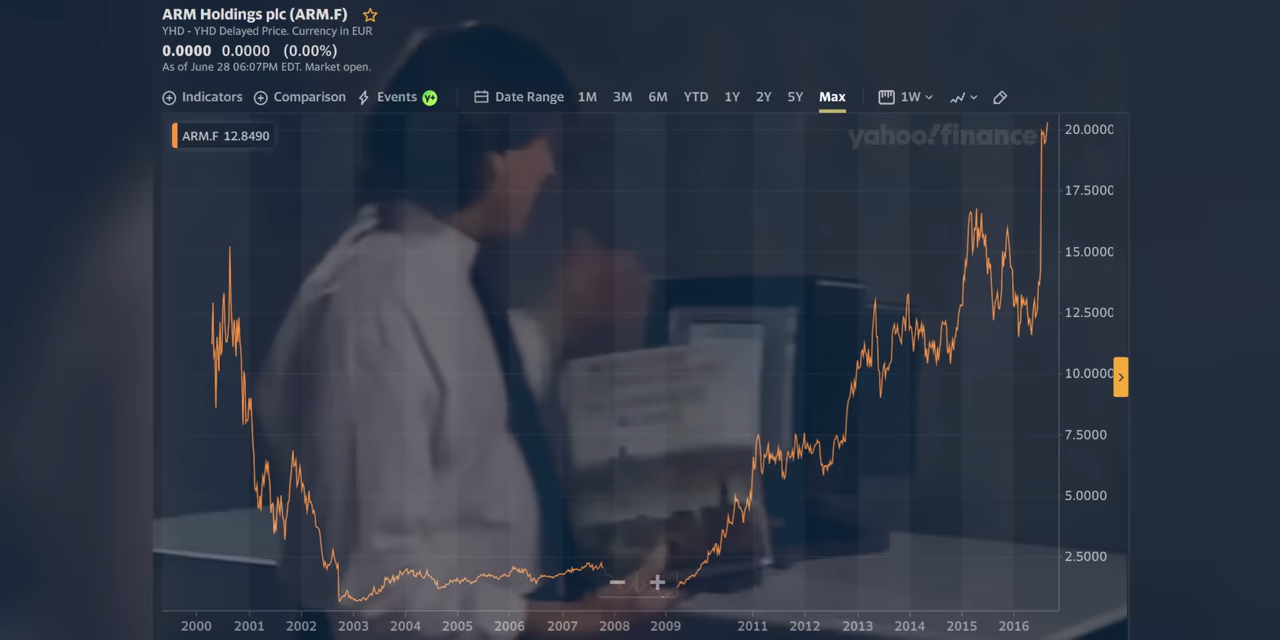 ARM Holdings plc (ARM.F)
YHD - YHD Delayed Price. Currency in EUR
0.0000 0.0000 (0.00%)
As of June 28 06:07PM EDT. Market open.
Indicators Comparison Events y+ Date Range 1M 3M 6M YTD 1Y 2Y 5Y Max 1W
ARM.F 12.8490
yahoo!finance
20.0000
17.5000
15.0000
12.5000
10.0000
7.5000
5.0000
2.5000
2000 2001 2002 2003 2004 2005 2006 2007 2008 2009 2011 2012 2013 2014 2015 2016